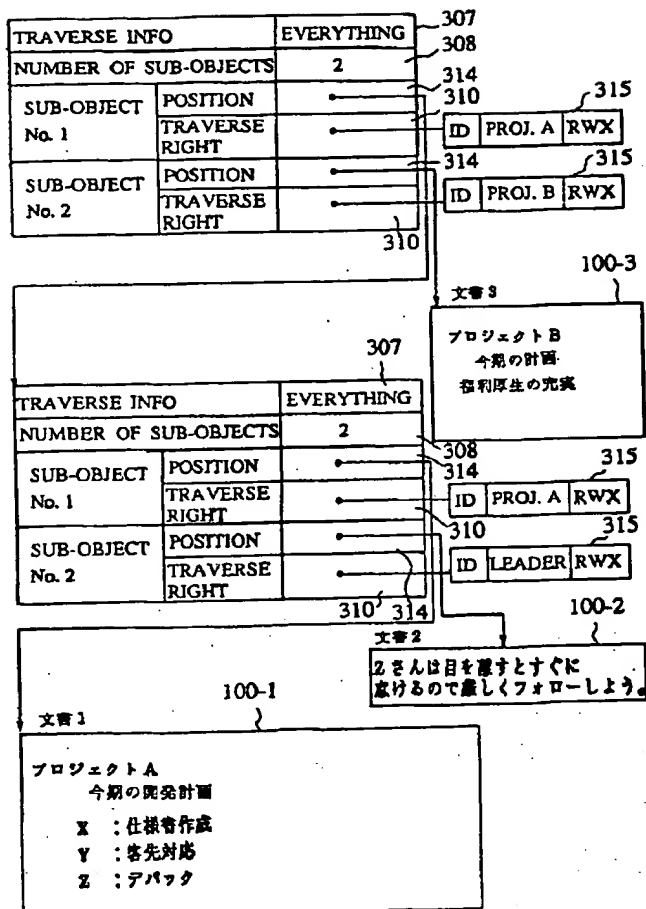 307
TRAVERSE INFO EVERYTHING
308
NUMBER OF SUB-OBJECTS 2
314
SUB-OBJECT No. 1 POSITION
310
315
TRAVERSE RIGHT ID PROJ. A RWX
314
315
SUB-OBJECT No. 2 POSITION
TRAVERSE RIGHT ID PROJ. B RWX
310
100-3
文書3
プロジェクトB
今期の計画
福利厚生の充実
307
TRAVERSE INFO EVERYTHING
NUMBER OF SUB-OBJECTS 2
308
314
SUB-OBJECT No. 1 POSITION
315
TRAVERSE RIGHT ID PROJ. A RWX
310
315
SUB-OBJECT No. 2 POSITION
TRAVERSE RIGHT ID LEADER RWX
310
314
100-2
文書2
Zさんは目を離すとすぐに
怠けるので厳しくフォローしよう。
100-1
文書1
プロジェクトA
今期の開発計画
X :仕様書作成
Y :客先対応
Z :デバック